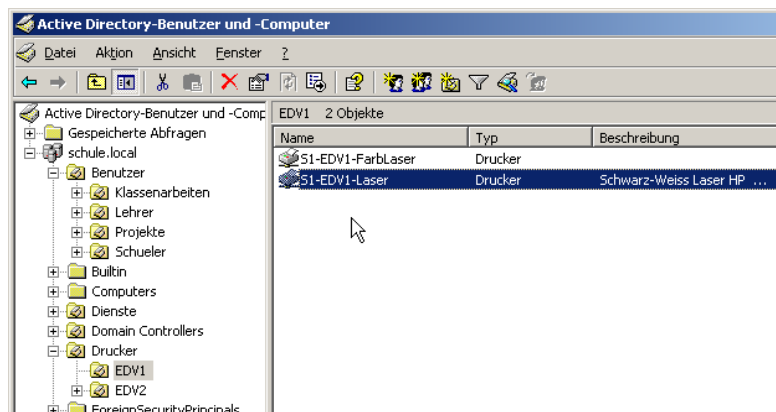 Active Directory-Benutzer und -Computer
Datei Aktion Ansicht Fenster ?
Active Directory-Benutzer und -Comp
Gespeicherte Abfragen
schule.local
Benutzer
Klassenarbeiten
Lehrer
Projekte
Schueler
Builtin
Computers
Dienste
Domain Controllers
Drucker
EDV1
EDV2
ForeignSecurityPrincipals
EDV1 2 Objekte
Name Typ Beschreibung
S1-EDV1-FarbLaser Drucker
S1-EDV1-Laser Drucker Schwarz-Weiss Laser HP ...